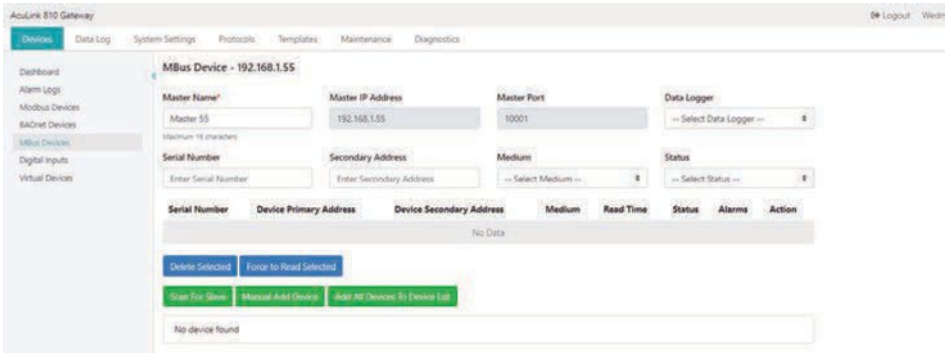 AcuLink 810 Gateway
Logout Wedn
Devices Data Log System Settings Protocols Templates Maintenance Diagnostics
Dashboard
Alarm Logs
Modbus Devices
BACnet Devices
MBus Devices
Digital Inputs
Virtual Devices
MBus Device - 192.168.1.55
Master Name* Master IP Address Master Port Data Logger
Master 55 192.168.1.55 10001 -- Select Data Logger --
Maximum 16 characters
Serial Number Secondary Address Medium Status
Enter Serial Number Enter Secondary Address -- Select Medium -- -- Select Status --
Serial Number Device Primary Address Device Secondary Address Medium Read Time Status Alarms Action
No Data
Delete Selected Force to Read Selected
Scan For Slave Manual Add Device Add All Devices To Device List
No device found